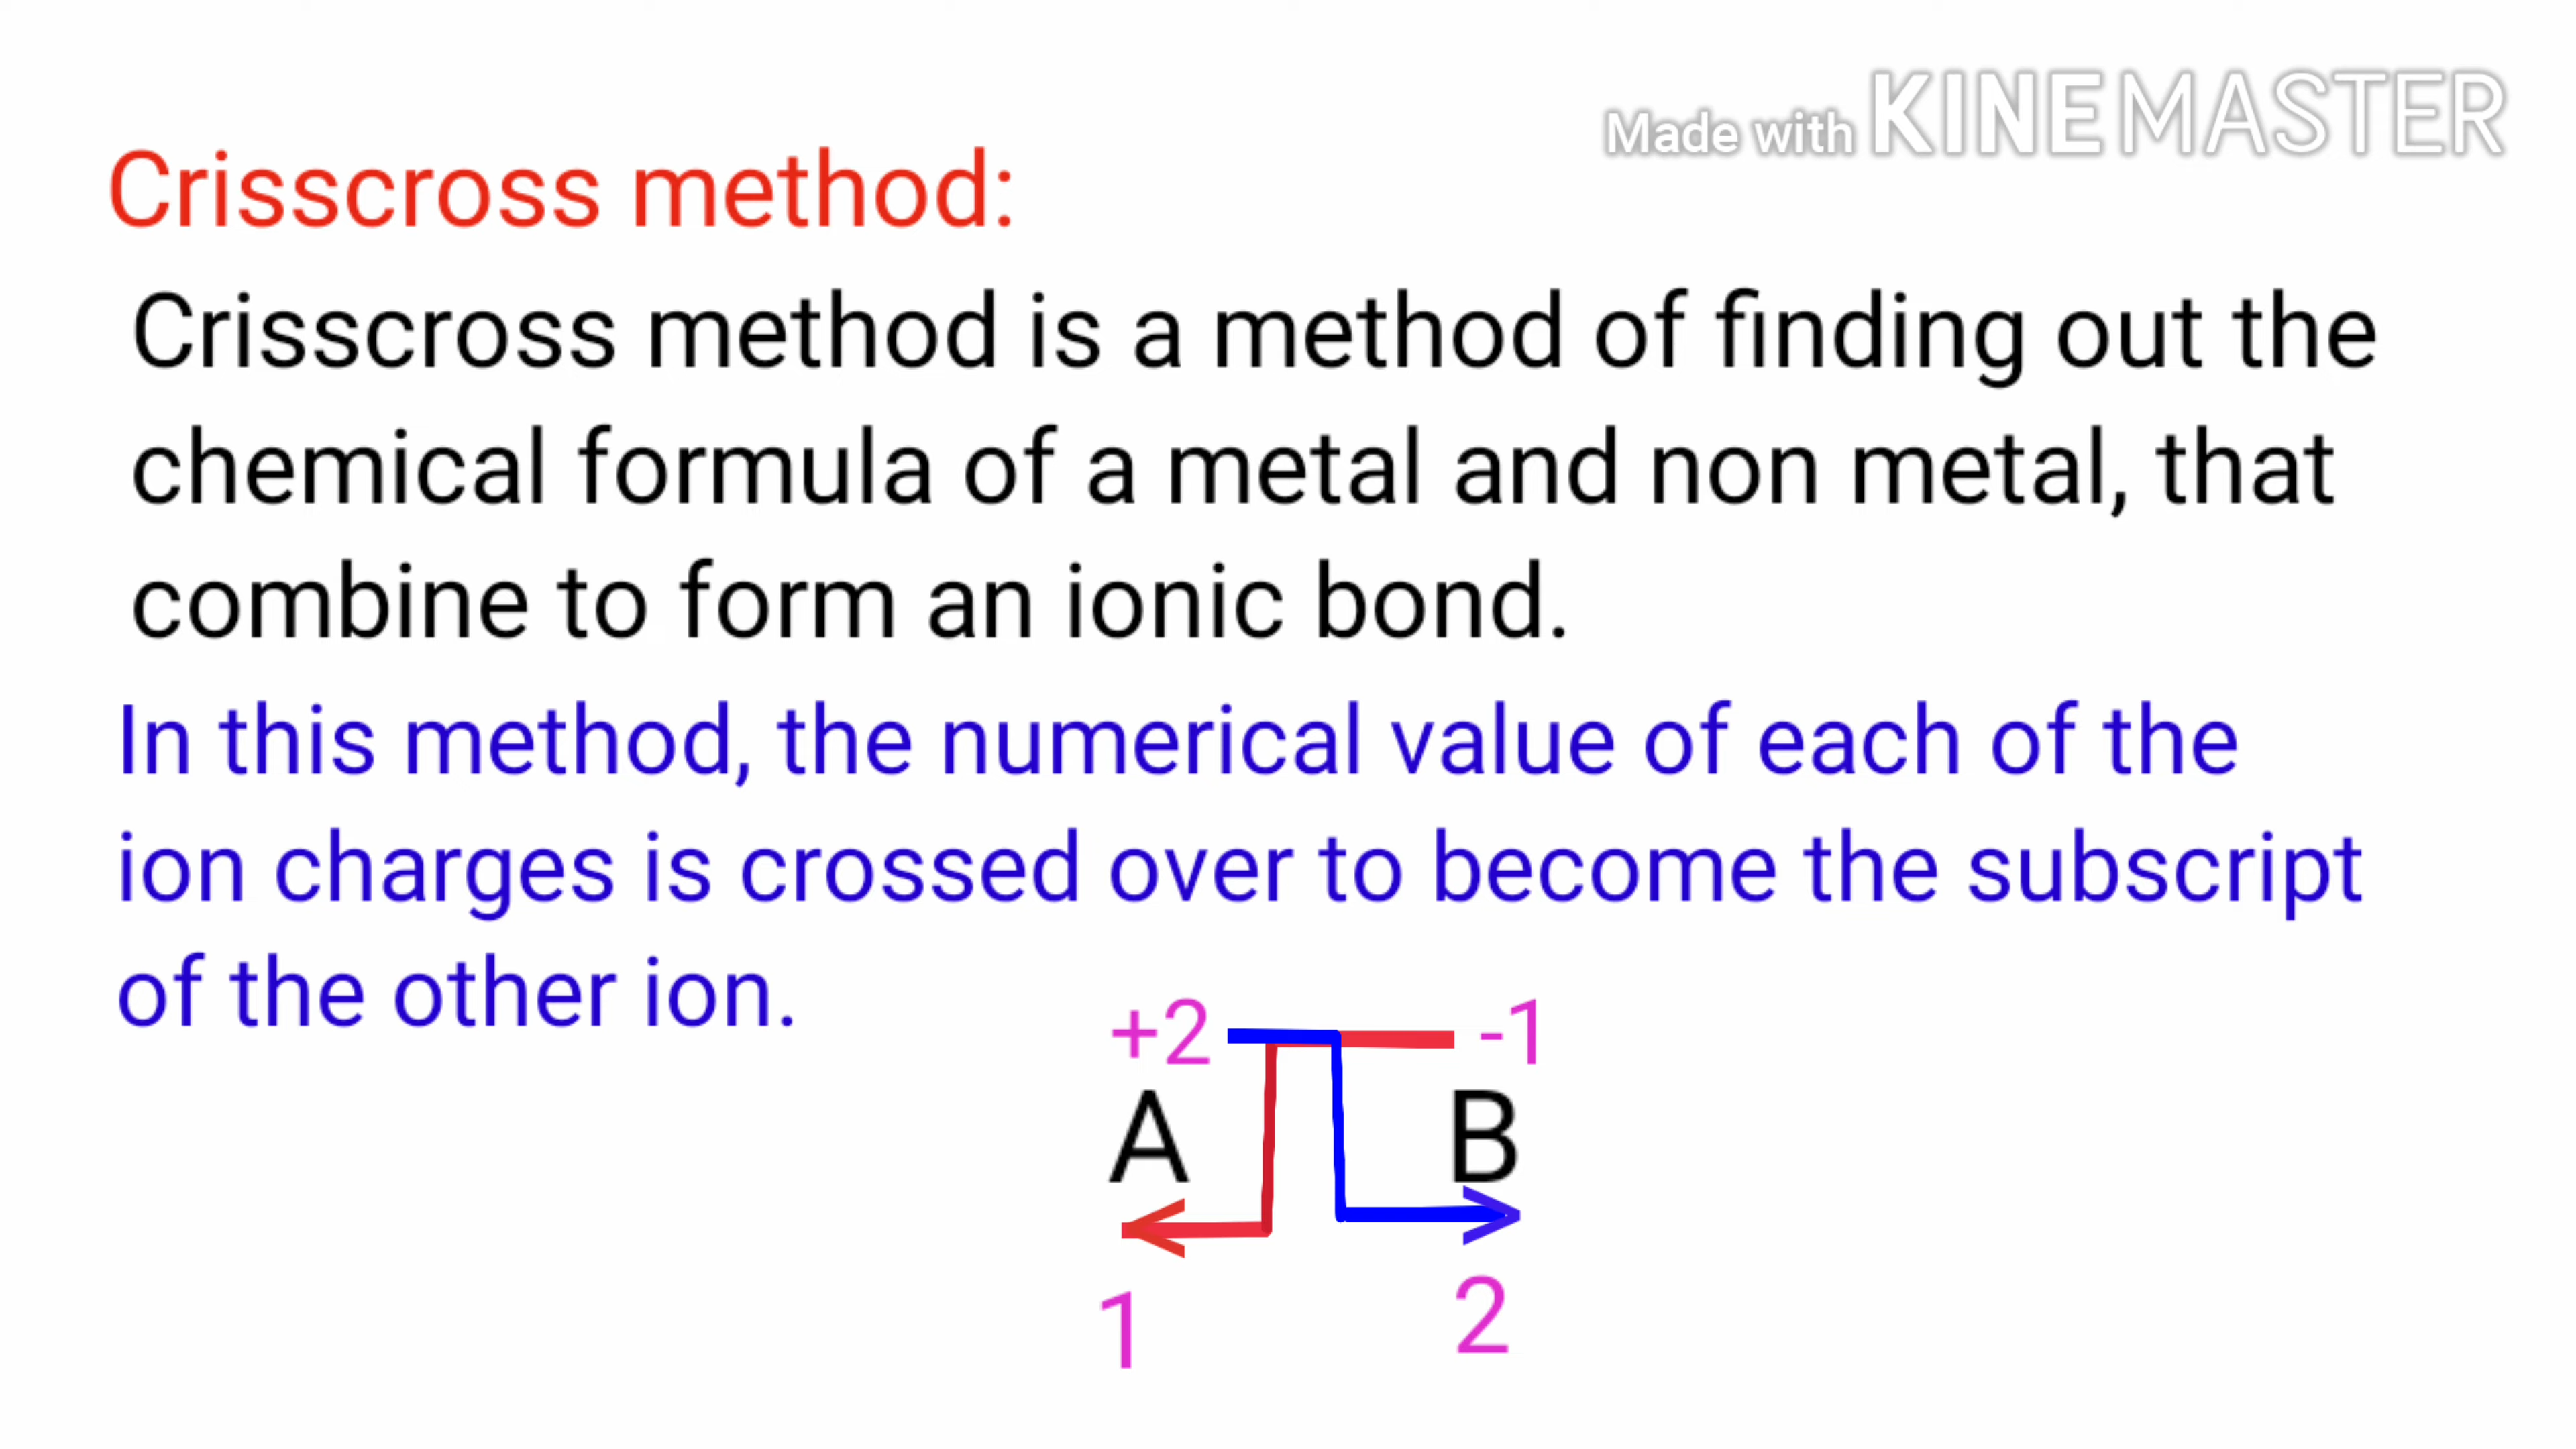 Made with KINEMASTER
Crisscross method:
Crisscross method is a method of finding out the
chemical formula of a metal and non metal, that
combine to form an ionic bond.
In this method, the numerical value of each of the
ion charges is crossed over to become the subscript
of the other ion.
+2 -1
A B
1 2